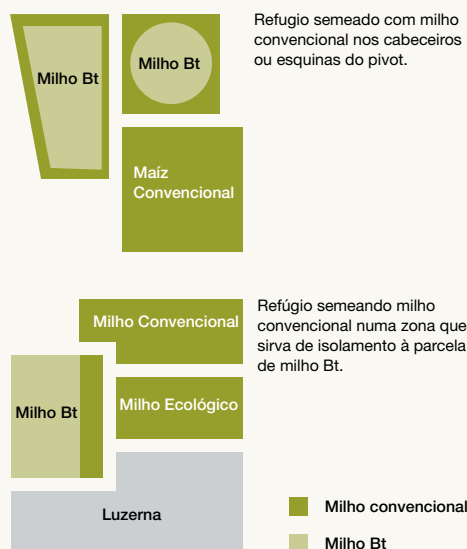 Refugio semeado com milho
convencional nos cabeceiros
ou esquinas do pivot.
Milho Bt
Milho Bt
Maíz
Convencional
Refúgio semeando milho
convencional numa zona que
sirva de isolamento à parcela
de milho Bt.
Milho Convencional
Milho Bt
Milho Ecológico
Luzerna
Milho convencional
Milho Bt